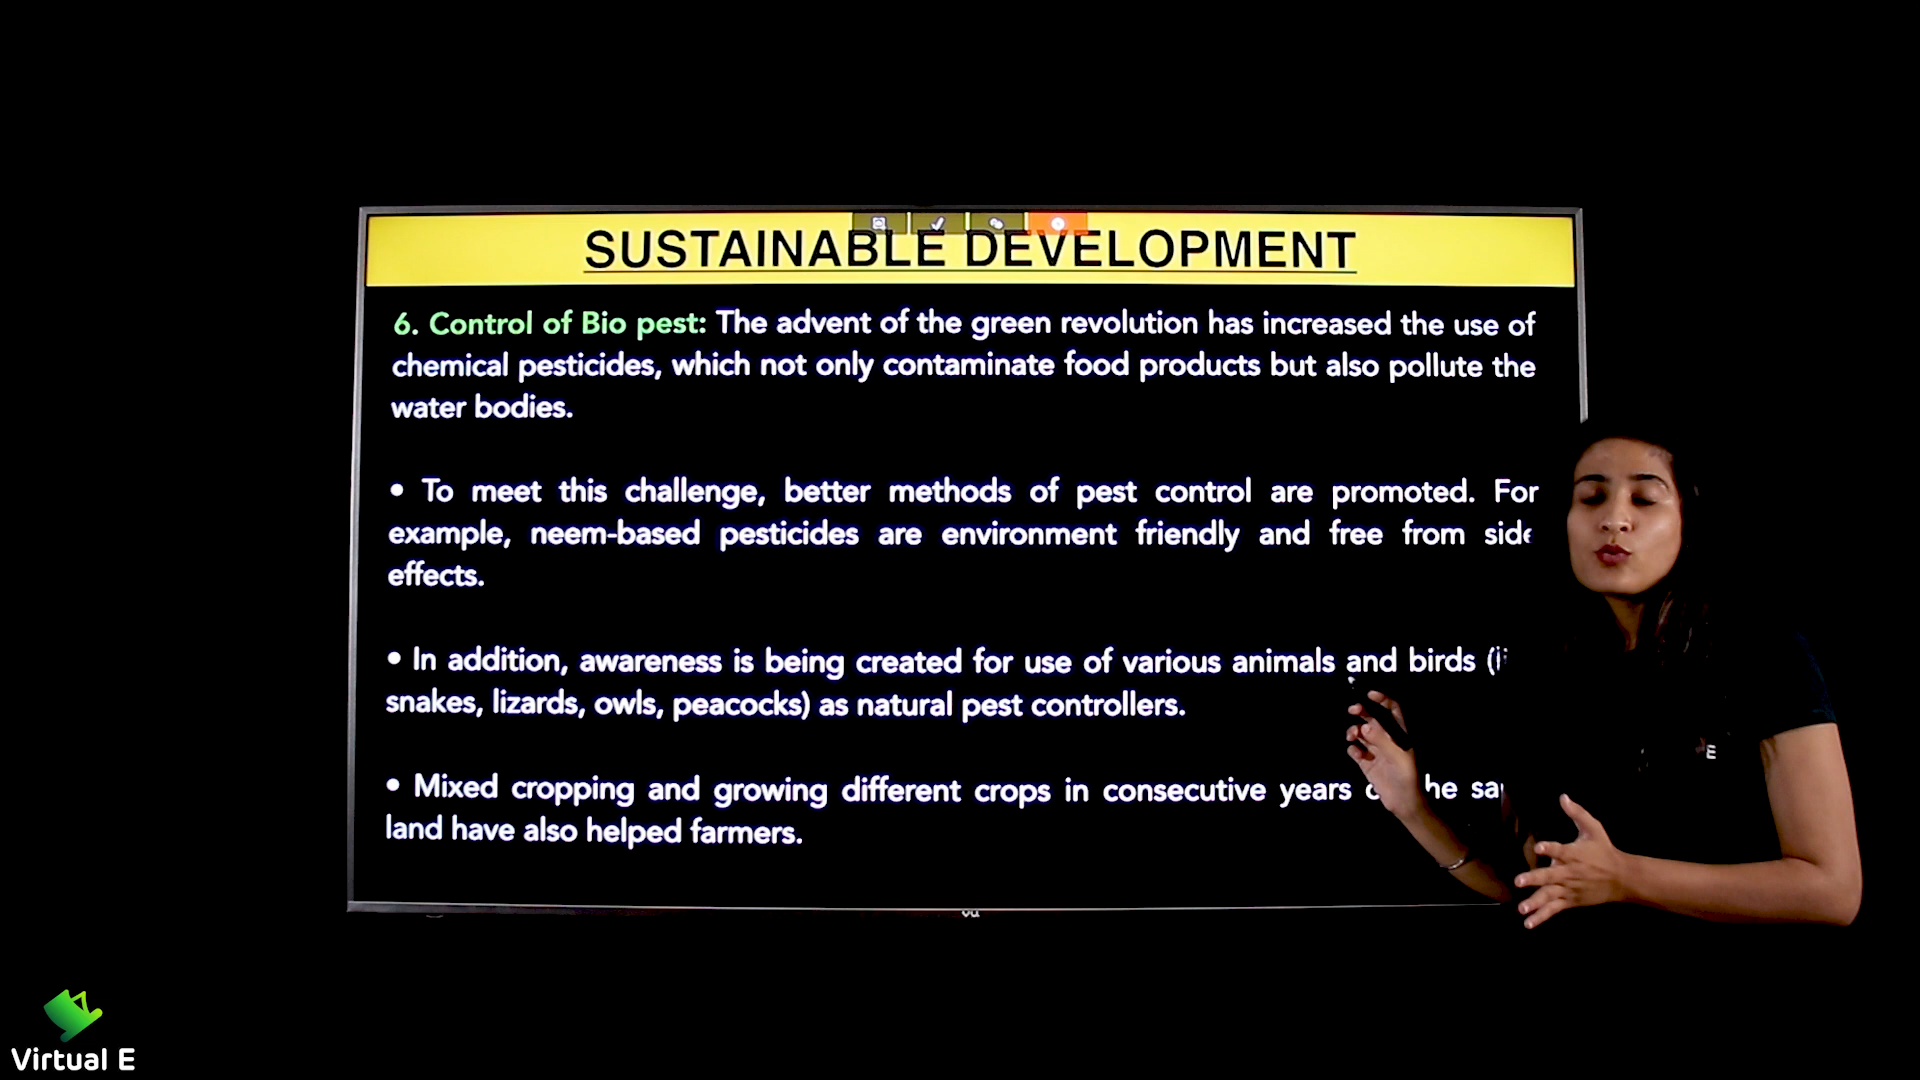 SUSTAINABLE DEVELOPMENT
6. Control of Bio pest: The advent of the green revolution has increased the use of
chemical pesticides, which not only contaminate food products but also pollute the
water bodies.
• To meet this challenge, better methods of pest control are promoted. For
example, neem-based pesticides are environment friendly and free from side
effects.
• In addition, awareness is being created for use of various animals and birds
snakes, lizards, owls, peacocks) as natural pest controllers.
• Mixed cropping and growing different crops in consecutive years
land have also helped farmers.
E
Virtual E